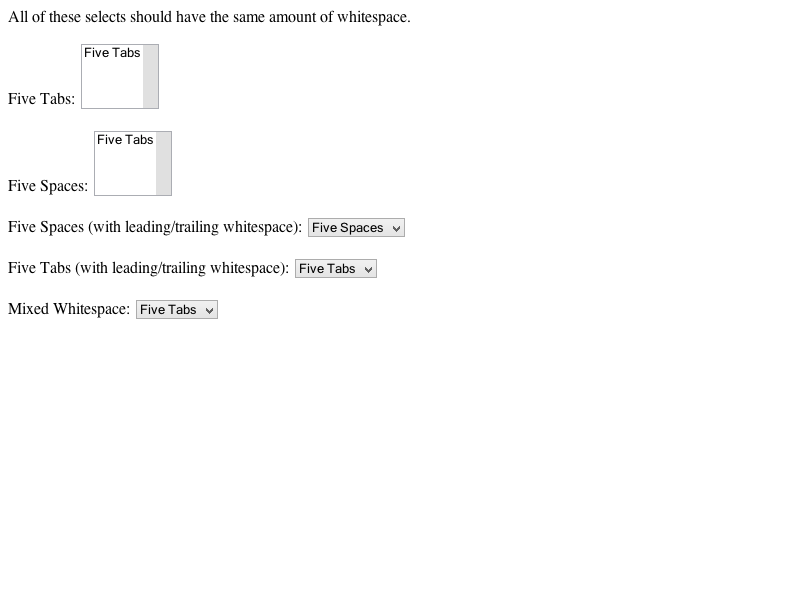 All of these selects should have the same amount of whitespace.
Five Tabs
Five Tabs:
Five Tabs
Five Spaces:
Five Spaces (with leading/trailing whitespace): Five Spaces
Five Tabs (with leading/trailing whitespace): Five Tabs
Mixed Whitespace: Five Tabs